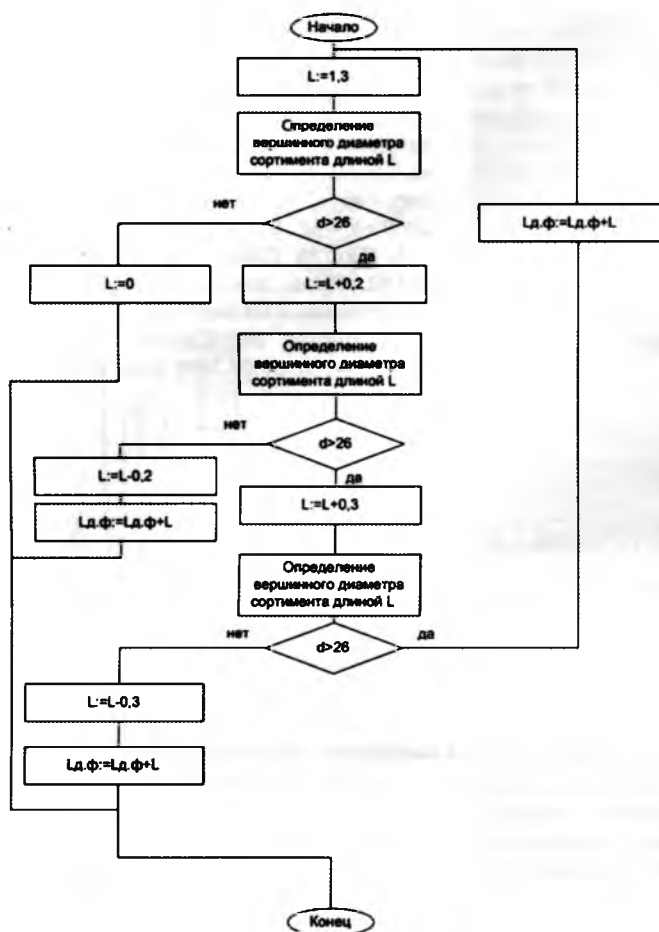 Начало
L:=1,3
Определение
вершинного диаметра
сортимента длиной L
нет
d>26
да
Lд.ф:=Lд.ф+L
L:=0
L:=L+0,2
Определение
вершинного диаметра
сортимента длиной L
нет
d>26
да
L:=L-0,2
Lд.ф:=Lд.ф+L
L:=L+0,3
Определение
вершинного диаметра
сортимента длиной L
нет
d>26
да
L:=L-0,3
Lд.ф:=Lд.ф+L
Конец